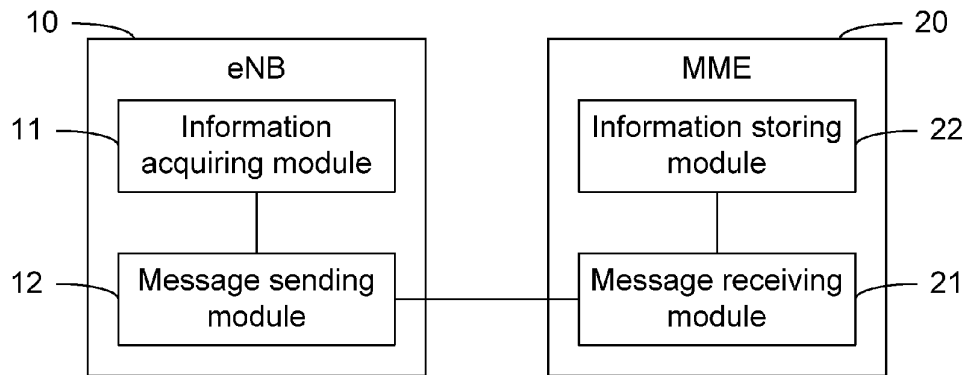 10
20
eNB
MME
11
Information
acquiring module
Information storing
module
22
12
Message sending
module
Message receiving
module
21